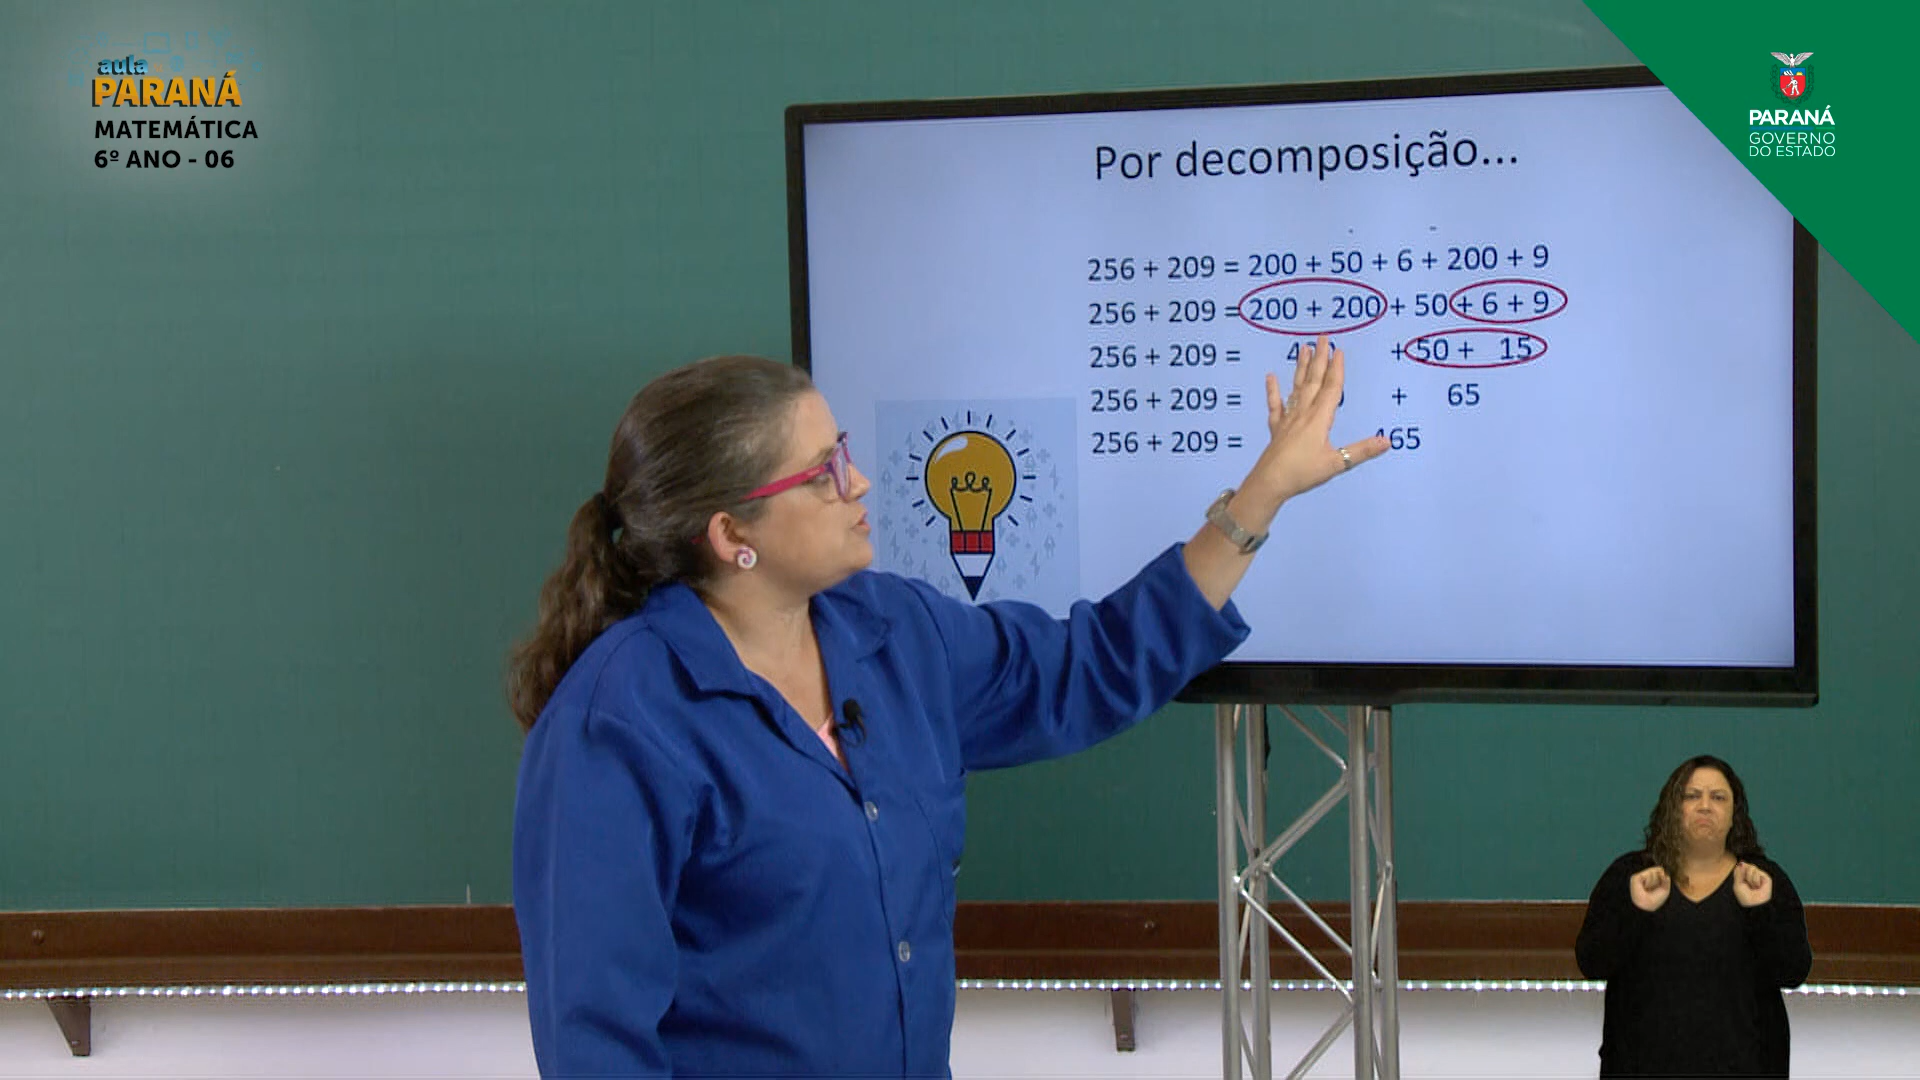 aula
PARANÁ
MATEMÁTICA
6º ANO - 06
PARANÁ
GOVERNO
DO ESTADO
Por decomposição...
256 + 209 = 200 + 50 + 6 + 200 + 9
256 + 209 = 200 + 200 + 50 + 6 + 9
256 + 209 = + 50 + 15
256 + 209 = + 65
256 + 209 = 465